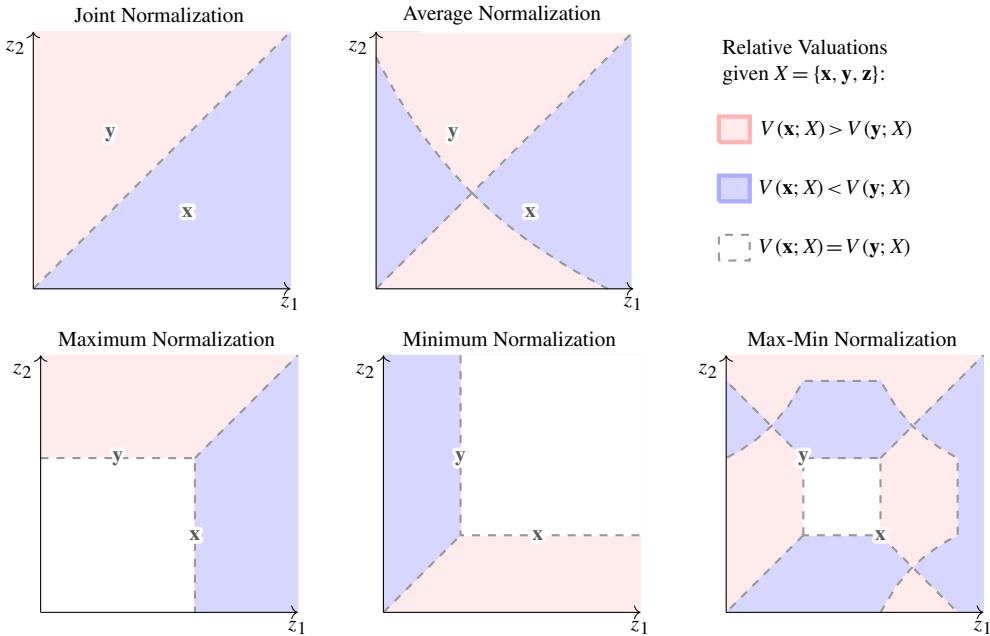 Joint Normalization
z2
y
x
z1
Average Normalization
z2
y
x
z1
Relative Valuations
given X = {x, y, z}:
V(x; X) > V(y; X)
V(x; X) < V(y; X)
V(x; X) = V(y; X)
Maximum Normalization
z2
y
x
z1
Minimum Normalization
z2
y
x
z1
Max-Min Normalization
z2
y
x
z1